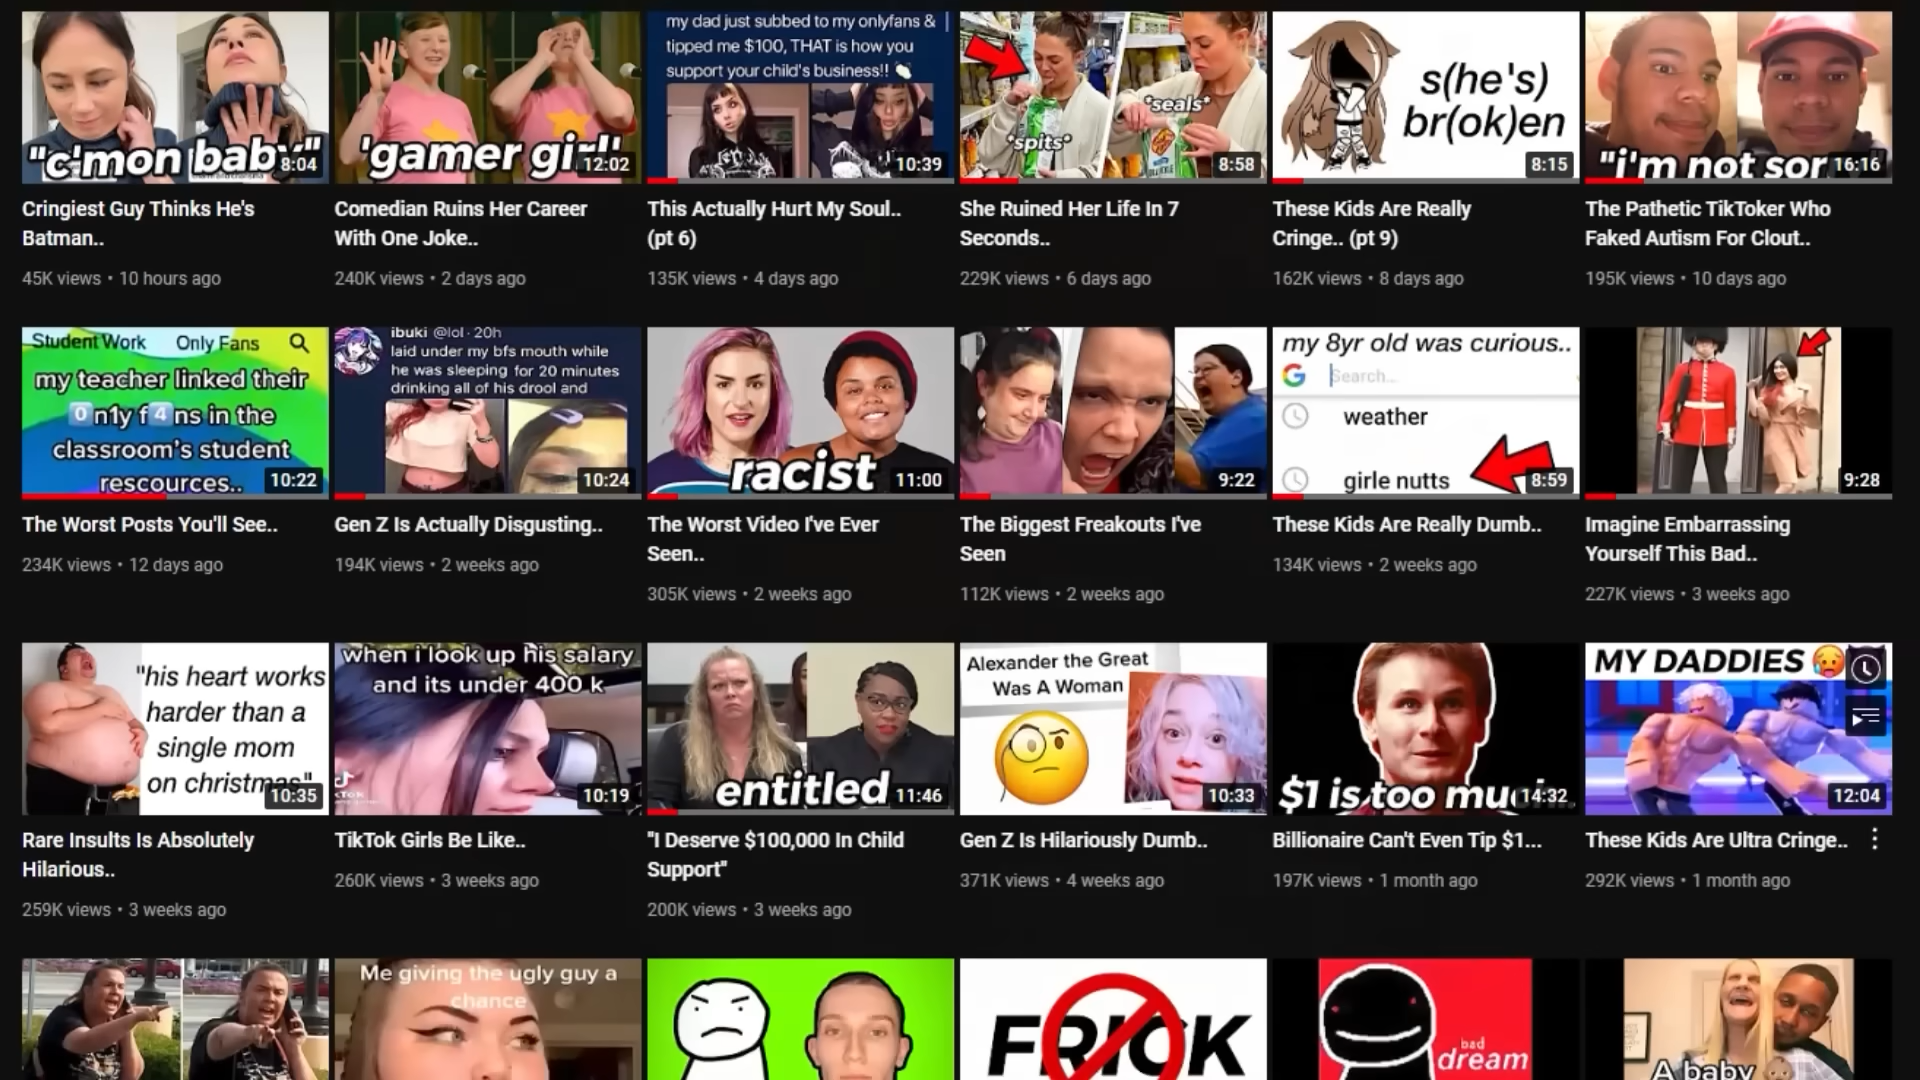 "c'mon baby"
8:04
Cringiest Guy Thinks He's
Batman..
45K views • 10 hours ago
'gamer girl'
12:02
Comedian Ruins Her Career
With One Joke..
240K views • 2 days ago
my dad just subbed to my onlyfans &
tipped me $100, THAT is how you
support your child's business!!
10:39
This Actually Hurt My Soul..
(pt 6)
135K views • 4 days ago
*spits*
*seals*
8:58
She Ruined Her Life In 7
Seconds..
229K views • 6 days ago
s(he's)
br(ok)en
8:15
These Kids Are Really
Cringe.. (pt 9)
162K views • 8 days ago
"i'm not sor
16:16
The Pathetic TikToker Who
Faked Autism For Clout..
195K views • 10 days ago
Student Work Only Fans
my teacher linked their
0n1y f4ns in the
classroom's student
rescources..
10:22
The Worst Posts You'll See..
234K views • 12 days ago
ibuki @lol · 20h
laid under my bfs mouth while
he was sleeping for 20 minutes
drinking all of his drool and
10:24
Gen Z Is Actually Disgusting..
194K views • 2 weeks ago
racist
11:00
The Worst Video I've Ever
Seen..
305K views • 2 weeks ago
9:22
The Biggest Freakouts I've
Seen
112K views • 2 weeks ago
my 8yr old was curious..
G Search...
weather
girle nutts
8:59
These Kids Are Really Dumb..
134K views • 2 weeks ago
9:28
Imagine Embarrassing
Yourself This Bad..
227K views • 3 weeks ago
"his heart works
harder than a
single mom
on christmas"
10:35
Rare Insults Is Absolutely
Hilarious..
259K views • 3 weeks ago
when i look up his salary
and its under 400 k
10:19
TikTok Girls Be Like..
260K views • 3 weeks ago
entitled
11:46
"I Deserve $100,000 In Child
Support"
200K views • 3 weeks ago
Alexander the Great
Was A Woman
10:33
Gen Z Is Hilariously Dumb..
371K views • 4 weeks ago
$1 is too muc
14:32
Billionaire Can't Even Tip $1...
197K views • 1 month ago
MY DADDIES 🥵
12:04
These Kids Are Ultra Cringe..
292K views • 1 month ago
Me giving the ugly guy a
chance
FRICK
bad
dream
A baby